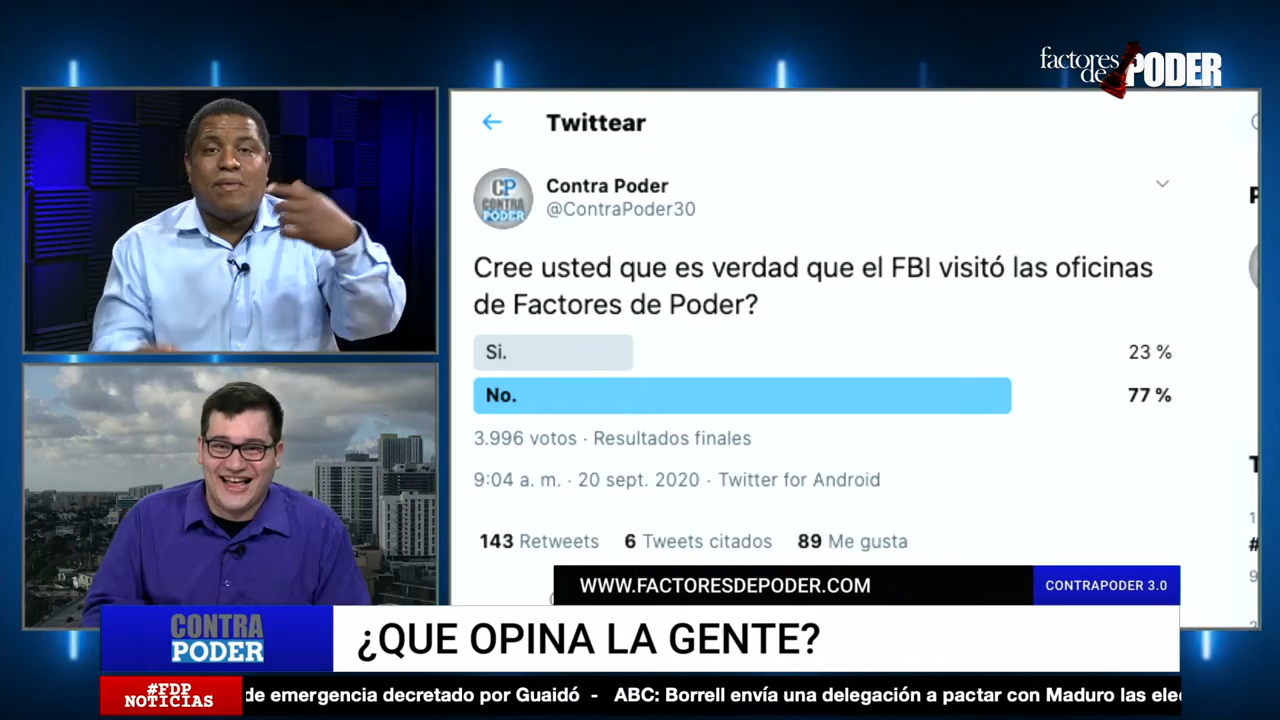 factores
de PODER
Twittear
CP
CONTRA
PODER
Contra Poder
@ContraPoder30
Cree usted que es verdad que el FBI visitó las oficinas
de Factores de Poder?
Si. 23 %
No. 77 %
3.996 votos · Resultados finales
9:04 a. m. · 20 sept. 2020 · Twitter for Android
143 Retweets 6 Tweets citados 89 Me gusta
WWW.FACTORESDEPODER.COM
CONTRAPODER 3.0
CONTRA
PODER
¿QUE OPINA LA GENTE?
#FDP
NOTICIAS
de emergencia decretado por Guaidó - ABC: Borrell envía una delegación a pactar con Maduro las